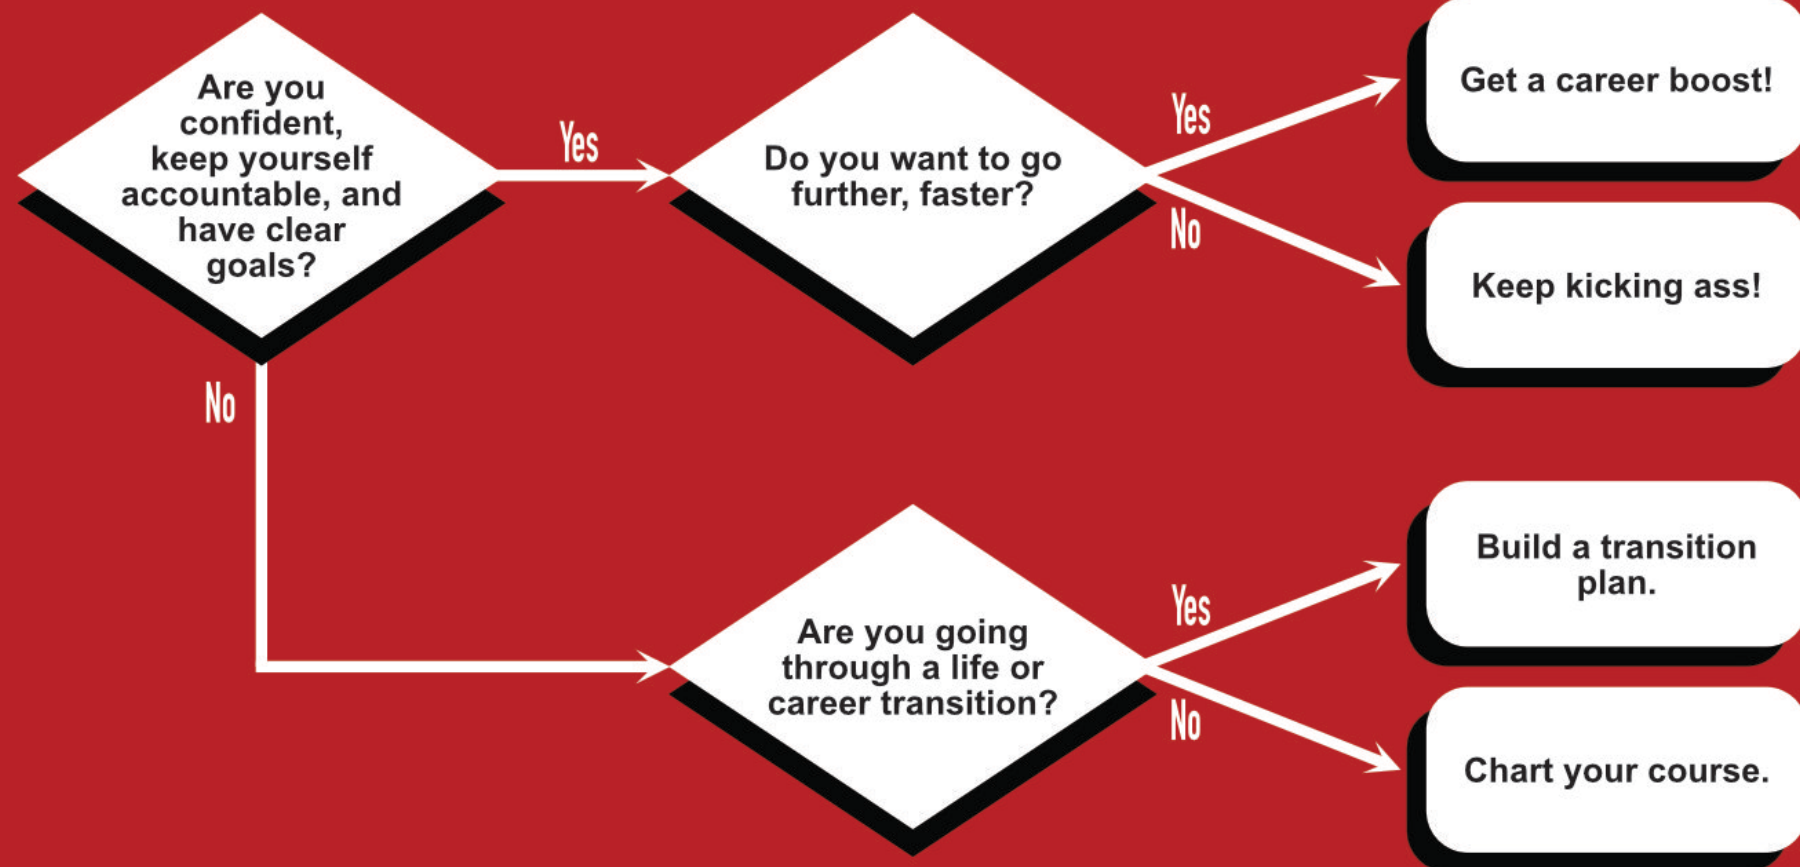 Are you
confident,
keep yourself
accountable, and
have clear
goals?
Yes
Do you want to go
further, faster?
Yes
Get a career boost!
No
Keep kicking ass!
No
Are you going
through a life or
career transition?
Yes
Build a transition
plan.
No
Chart your course.